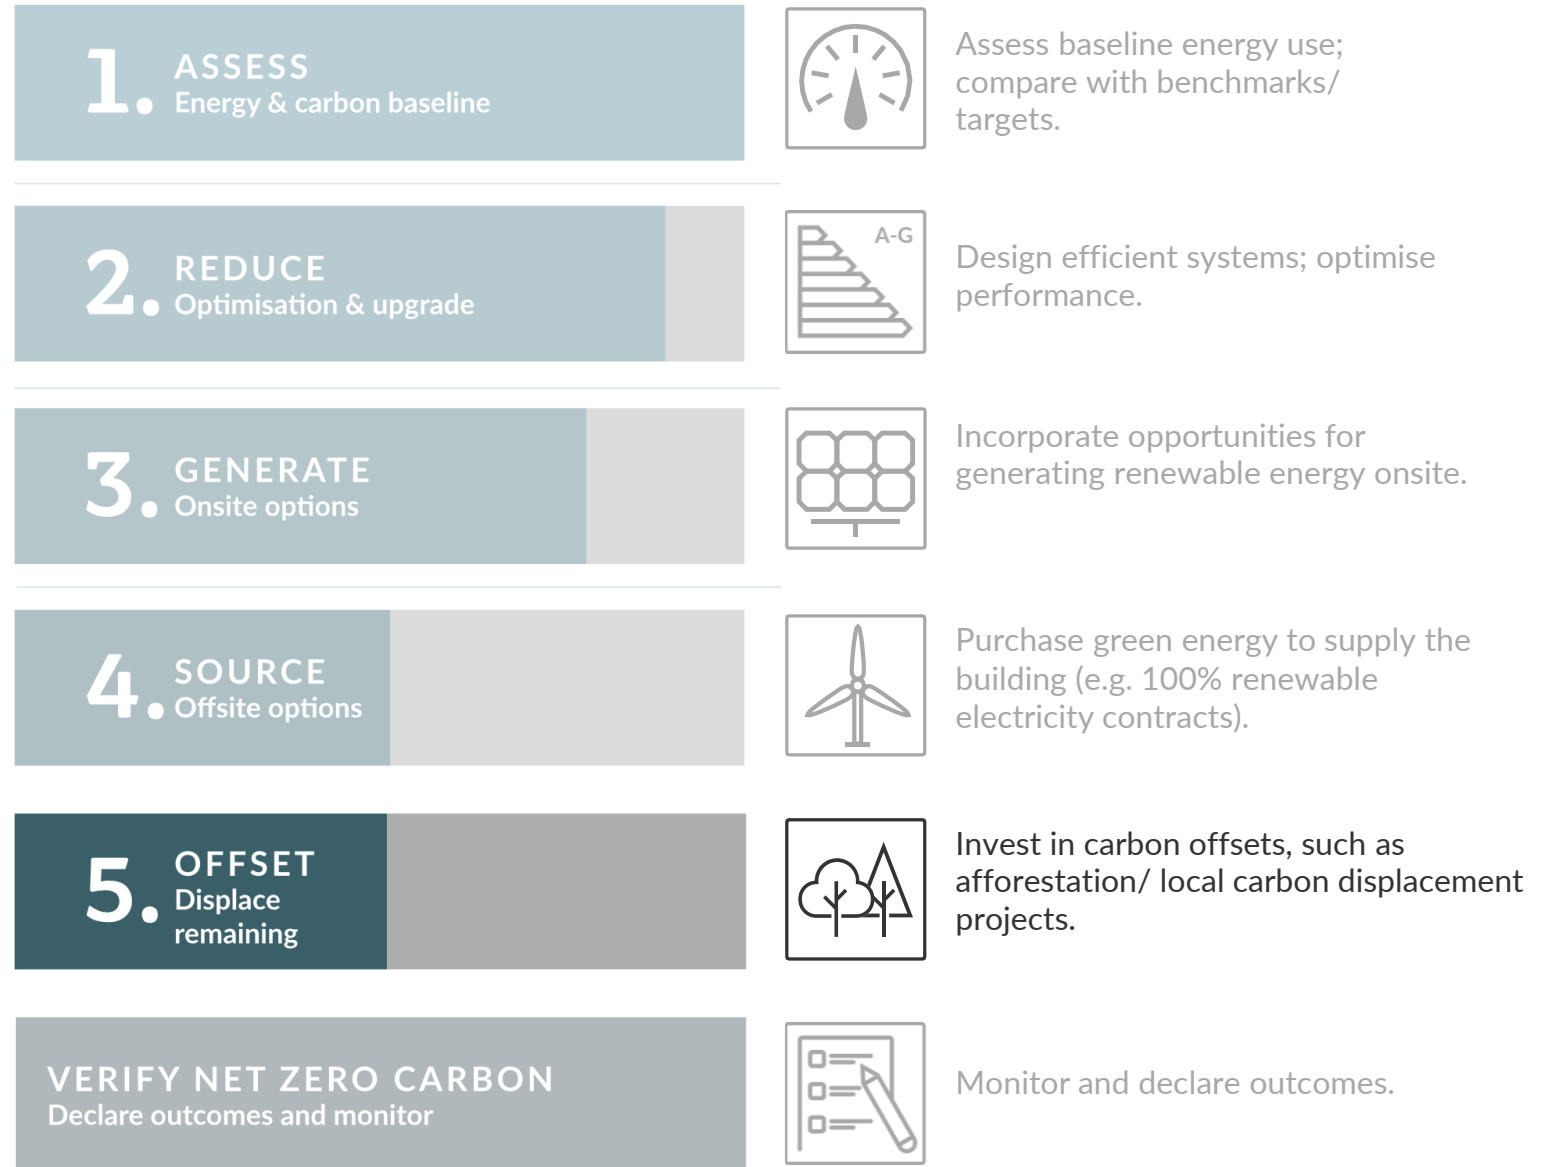 1. ASSESS
Energy & carbon baseline
Assess baseline energy use;
compare with benchmarks/
targets.
2. REDUCE
Optimisation & upgrade
A-G
Design efficient systems; optimise
performance.
3. GENERATE
Onsite options
Incorporate opportunities for
generating renewable energy onsite.
4. SOURCE
Offsite options
Purchase green energy to supply the
building (e.g. 100% renewable
electricity contracts).
5. OFFSET
Displace
remaining
Invest in carbon offsets, such as
afforestation/ local carbon displacement
projects.
VERIFY NET ZERO CARBON
Declare outcomes and monitor
Monitor and declare outcomes.